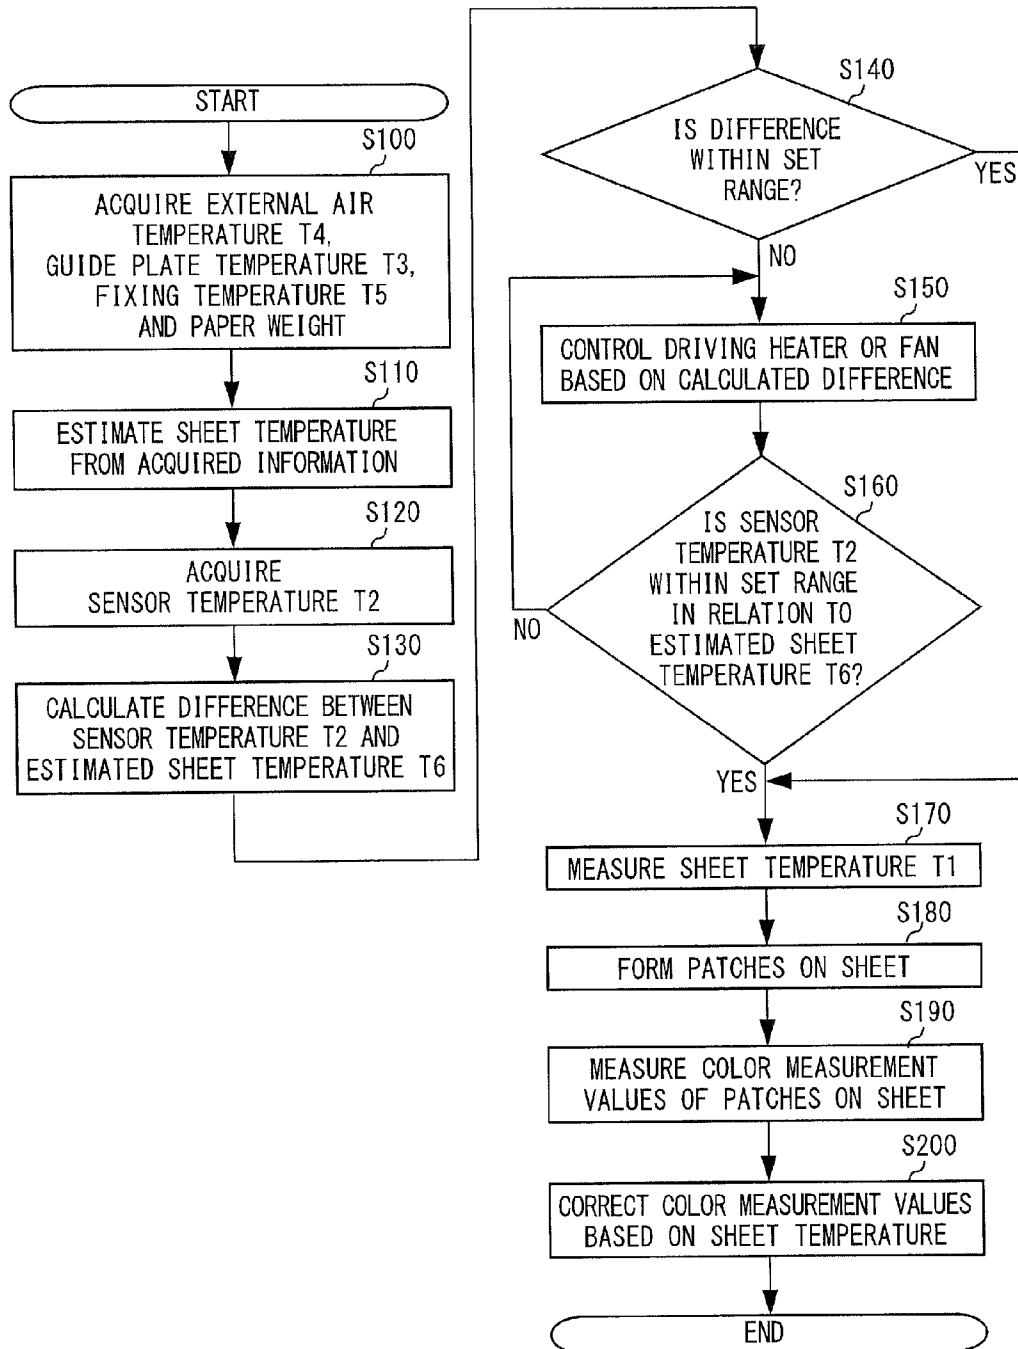 START
S100
ACQUIRE EXTERNAL AIR
TEMPERATURE T4,
GUIDE PLATE TEMPERATURE T3,
FIXING TEMPERATURE T5
AND PAPER WEIGHT
S110
ESTIMATE SHEET TEMPERATURE
FROM ACQUIRED INFORMATION
S120
ACQUIRE
SENSOR TEMPERATURE T2
S130
CALCULATE DIFFERENCE BETWEEN
SENSOR TEMPERATURE T2 AND
ESTIMATED SHEET TEMPERATURE T6
S140
IS DIFFERENCE
WITHIN SET
RANGE?
YES
NO
S150
CONTROL DRIVING HEATER OR FAN
BASED ON CALCULATED DIFFERENCE
S160
IS SENSOR
TEMPERATURE T2
WITHIN SET RANGE
IN RELATION TO
ESTIMATED SHEET
TEMPERATURE T6?
NO
YES
S170
MEASURE SHEET TEMPERATURE T1
S180
FORM PATCHES ON SHEET
S190
MEASURE COLOR MEASUREMENT
VALUES OF PATCHES ON SHEET
S200
CORRECT COLOR MEASUREMENT VALUES
BASED ON SHEET TEMPERATURE
END